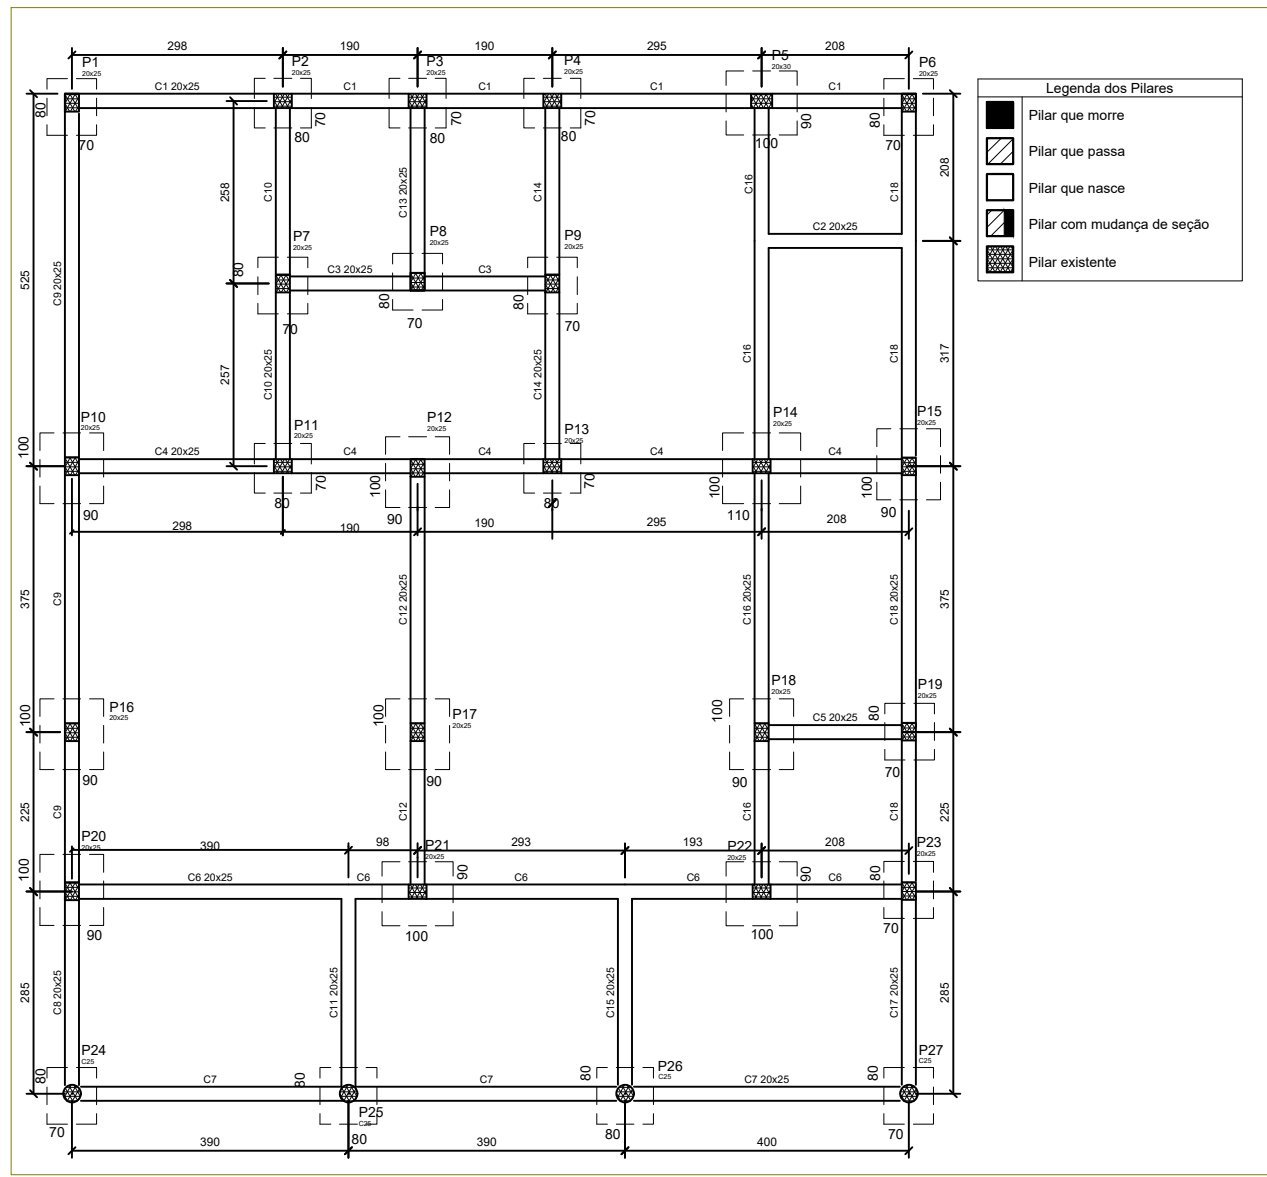 298 190 190 295 208
P1 20x25
P2 20x25
P3 20x25
P4 20x25
P5 20x30
P6 20x25
C1 20x25 C1 C1 C1 C1
80 70
80 70
80 70
80 70
100 90
80 70
525
258
C9 20x25
C10
C13 20x25
C14
C16
C18
208
C2 20x25
P7 20x25
P8 20x25
P9 20x25
C3 20x25 C3
80 70
80 70
80 70
257
C10 20x25
C14 20x25
C16
C18
317
P10 20x25
P11 20x25
P12 20x25
P13 20x25
P14 20x25
P15 20x25
C4 20x25 C4 C4 C4 C4
100 90
80 70
100 90
80 70
100 110
100 90
298 190 190 295 208
375
C9
C12 20x25
C16 20x25
C18 20x25
375
P16 20x25
P17 20x25
P18 20x25
P19 20x25
C5 20x25
100 90
100 90
100 90
80 70
225
C9
C12
C16
C18
225
390 98 293 193 208
P20 20x25
P21 20x25
P22 20x25
P23 20x25
C6 20x25 C6 C6 C6 C6
100 90
100 90
100 90
80 70
285
C8 20x25
C11 20x25
C15 20x25
C17 20x25
285
P24 C25
P25 C25
P26 C25
P27 C25
C7 C7 C7 20x25
80 70
80 80
80 80
80 70
390 390 400
Legenda dos Pilares
Pilar que morre
Pilar que passa
Pilar que nasce
Pilar com mudança de seção
Pilar existente